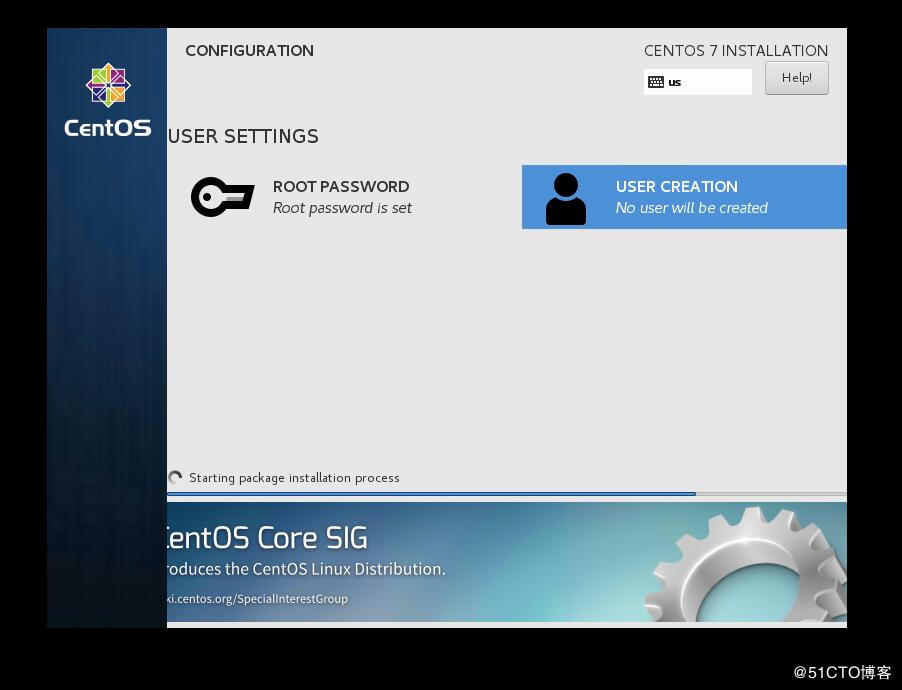 CentOS
CONFIGURATION
CENTOS 7 INSTALLATION
us
Help!
USER SETTINGS
ROOT PASSWORD
Root password is set
USER CREATION
No user will be created
Starting package installation process
entOS Core SIG
roduces the CentOS Linux Distribution.
ki.centos.org/SpecialInterestGroup
@51CTO博客